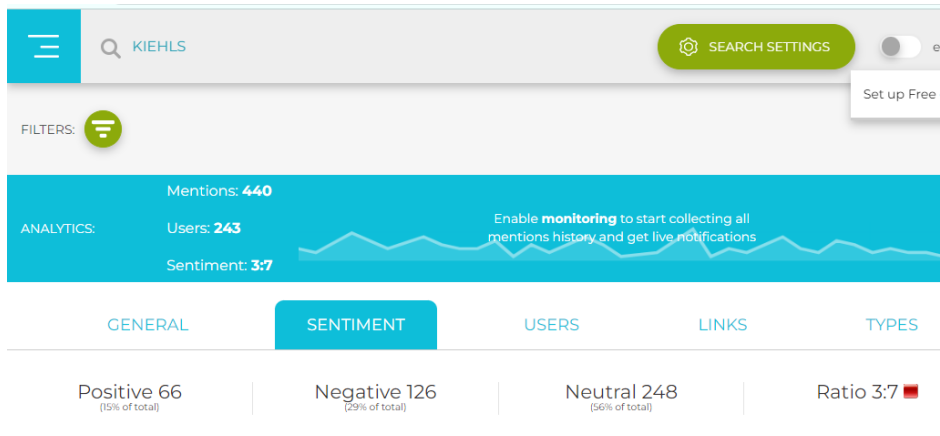 KIEHLS
SEARCH SETTINGS
e
Set up Free
FILTERS:
Mentions: 440
ANALYTICS:
Users: 243
Sentiment: 3:7
Enable monitoring to start collecting all
mentions history and get live notifications
GENERAL
SENTIMENT
USERS
LINKS
TYPES
Positive 66
(15% of total)
Negative 126
(29% of total)
Neutral 248
(56% of total)
Ratio 3:7